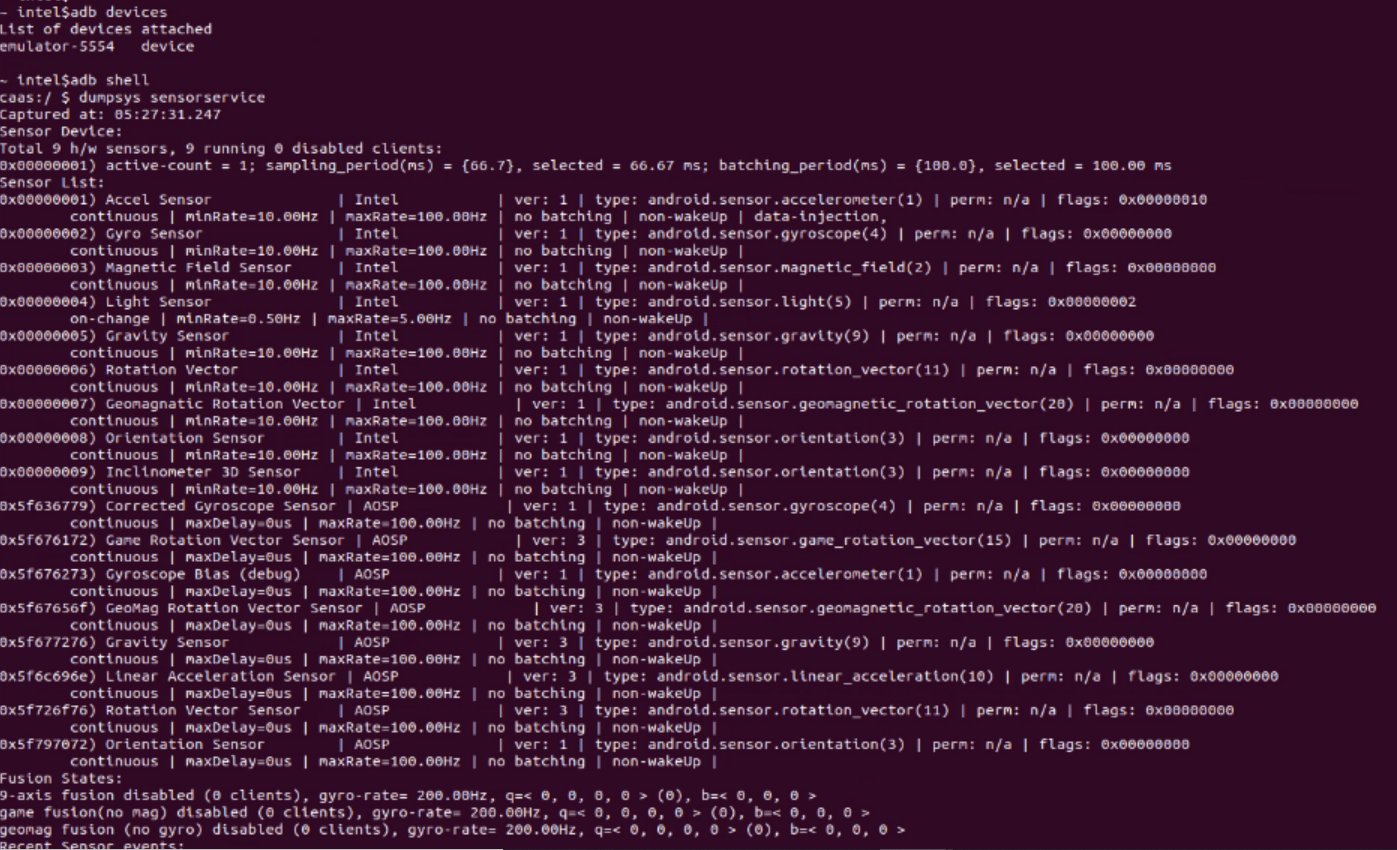 ~ intel$adb devices
List of devices attached
emulator-5554   device
~ intel$adb shell
caas:/ $ dumpsys sensorservice
Captured at: 05:27:31.247
Sensor Device:
Total 9 h/w sensors, 9 running 0 disabled clients:
0x00000001) active-count = 1; sampling_period(ms) = {66.7}, selected = 66.67 ms; batching_period(ms) = {100.0}, selected = 100.00 ms
Sensor List:
0x00000001) Accel Sensor              | Intel           | ver: 1 | type: android.sensor.accelerometer(1) | perm: n/a | flags: 0x00000010
        continuous | minRate=10.00Hz | maxRate=100.00Hz | no batching | non-wakeUp | data-injection,
0x00000002) Gyro Sensor               | Intel           | ver: 1 | type: android.sensor.gyroscope(4) | perm: n/a | flags: 0x00000000
        continuous | minRate=10.00Hz | maxRate=100.00Hz | no batching | non-wakeUp |
0x00000003) Magnetic Field Sensor     | Intel           | ver: 1 | type: android.sensor.magnetic_field(2) | perm: n/a | flags: 0x00000000
        continuous | minRate=10.00Hz | maxRate=100.00Hz | no batching | non-wakeUp |
0x00000004) Light Sensor              | Intel           | ver: 1 | type: android.sensor.light(5) | perm: n/a | flags: 0x00000002
        on-change | minRate=0.50Hz | maxRate=5.00Hz | no batching | non-wakeUp |
0x00000005) Gravity Sensor            | Intel           | ver: 1 | type: android.sensor.gravity(9) | perm: n/a | flags: 0x00000000
        continuous | minRate=10.00Hz | maxRate=100.00Hz | no batching | non-wakeUp |
0x00000006) Rotation Vector           | Intel           | ver: 1 | type: android.sensor.rotation_vector(11) | perm: n/a | flags: 0x00000000
        continuous | minRate=10.00Hz | maxRate=100.00Hz | no batching | non-wakeUp |
0x00000007) Geomagnatic Rotation Vector | Intel           | ver: 1 | type: android.sensor.geomagnetic_rotation_vector(20) | perm: n/a | flags: 0x00000000
        continuous | minRate=10.00Hz | maxRate=100.00Hz | no batching | non-wakeUp |
0x00000008) Orientation Sensor        | Intel           | ver: 1 | type: android.sensor.orientation(3) | perm: n/a | flags: 0x00000000
        continuous | minRate=10.00Hz | maxRate=100.00Hz | no batching | non-wakeUp |
0x00000009) Inclinometer 3D Sensor    | Intel           | ver: 1 | type: android.sensor.orientation(3) | perm: n/a | flags: 0x00000000
        continuous | minRate=10.00Hz | maxRate=100.00Hz | no batching | non-wakeUp |
0x5f636779) Corrected Gyroscope Sensor | AOSP            | ver: 1 | type: android.sensor.gyroscope(4) | perm: n/a | flags: 0x00000000
        continuous | maxDelay=0us | maxRate=100.00Hz | no batching | non-wakeUp |
0x5f676172) Game Rotation Vector Sensor | AOSP            | ver: 3 | type: android.sensor.game_rotation_vector(15) | perm: n/a | flags: 0x00000000
        continuous | maxDelay=0us | maxRate=100.00Hz | no batching | non-wakeUp |
0x5f676273) Gyroscope Bias (debug)    | AOSP            | ver: 1 | type: android.sensor.accelerometer(1) | perm: n/a | flags: 0x00000000
        continuous | maxDelay=0us | maxRate=100.00Hz | no batching | non-wakeUp |
0x5f67656f) GeoMag Rotation Vector Sensor | AOSP            | ver: 3 | type: android.sensor.geomagnetic_rotation_vector(20) | perm: n/a | flags: 0x00000000
        continuous | maxDelay=0us | maxRate=100.00Hz | no batching | non-wakeUp |
0x5f677276) Gravity Sensor            | AOSP            | ver: 3 | type: android.sensor.gravity(9) | perm: n/a | flags: 0x00000000
        continuous | maxDelay=0us | maxRate=100.00Hz | no batching | non-wakeUp |
0x5f6c696e) Linear Acceleration Sensor | AOSP            | ver: 3 | type: android.sensor.linear_acceleration(10) | perm: n/a | flags: 0x00000000
        continuous | maxDelay=0us | maxRate=100.00Hz | no batching | non-wakeUp |
0x5f726f76) Rotation Vector Sensor    | AOSP            | ver: 3 | type: android.sensor.rotation_vector(11) | perm: n/a | flags: 0x00000000
        continuous | maxDelay=0us | maxRate=100.00Hz | no batching | non-wakeUp |
0x5f797072) Orientation Sensor        | AOSP            | ver: 1 | type: android.sensor.orientation(3) | perm: n/a | flags: 0x00000000
        continuous | maxDelay=0us | maxRate=100.00Hz | no batching | non-wakeUp |
Fusion States:
9-axis fusion disabled (0 clients), gyro-rate= 200.00Hz, q=< 0, 0, 0, 0 > (0), b=< 0, 0, 0 >
game fusion(no mag) disabled (0 clients), gyro-rate= 200.00Hz, q=< 0, 0, 0, 0 > (0), b=< 0, 0, 0 >
geomag fusion (no gyro) disabled (0 clients), gyro-rate= 200.00Hz, q=< 0, 0, 0, 0 > (0), b=< 0, 0, 0 >
Recent Sensor events: